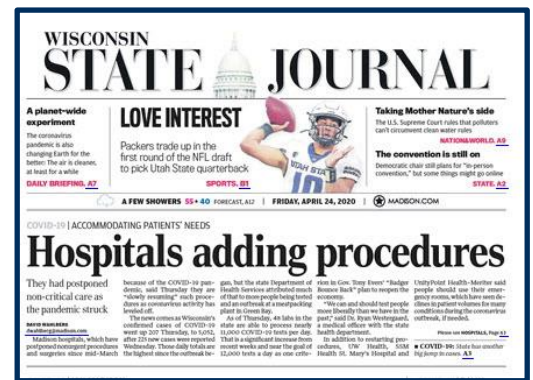 WISCONSIN
STATE JOURNAL
A planet-wide
experiment
The coronavirus
pandemic is also
changing Earth for the
better: The air is cleaner,
at least for a while
DAILY BRIEFING, A7
LOVE INTEREST
Packers trade up in the
first round of the NFL draft
to pick Utah State quarterback
SPORTS, B1
UTAH STATE
10
Taking Mother Nature's side
The U.S. Supreme Court rules that polluters
can't circumvent clean water rules
NATION&WORLD, A9
The convention is still on
Democratic chair still plans for "in-person
convention," but some things might go online
STATE, A2
A FEW SHOWERS 55 • 40 FORECAST, A12 | FRIDAY, APRIL 24, 2020 | MADISON.COM
COVID-19 | ACCOMMODATING PATIENTS' NEEDS
Hospitals adding procedures
They had postponed
non-critical care as
the pandemic struck
DAVID WAHLBERG
dwahlberg@madison.com
Madison hospitals, which have
postponed nonurgent procedures
and surgeries since mid-March
because of the COVID-19 pan-
demic, said Thursday they are
"slowly resuming" such proce-
dures as coronavirus activity has
leveled off.
The news comes as Wisconsin's
confirmed cases of COVID-19
went up 207 Thursday, to 5,052,
after 225 new cases were reported
Wednesday. Those daily totals are
the highest since the outbreak be-
gan, but the state Department of
Health Services attributed much
of that to more people being tested
and an outbreak at a meatpacking
plant in Green Bay.
As of Thursday, 48 labs in the
state are able to process nearly
11,000 COVID-19 tests per day.
That is a significant increase from
recent weeks and near the goal of
12,000 tests a day as one crite-
rion in Gov. Tony Evers' "Badger
Bounce Back" plan to reopen the
economy.
"We can and should test people
more liberally than we have in the
past," said Dr. Ryan Westergaard,
a medical officer with the state
health department.
In addition to restarting pro-
cedures, UW Health, SSM
Health St. Mary's Hospital and
UnityPoint Health-Meriter said
people should use their emer-
gency rooms, which have seen de-
clines in patient volumes for many
conditions during the coronavirus
outbreak, if needed.
Please see HOSPITALS, Page A3
■ COVID-19: State has another
big jump in cases. A3